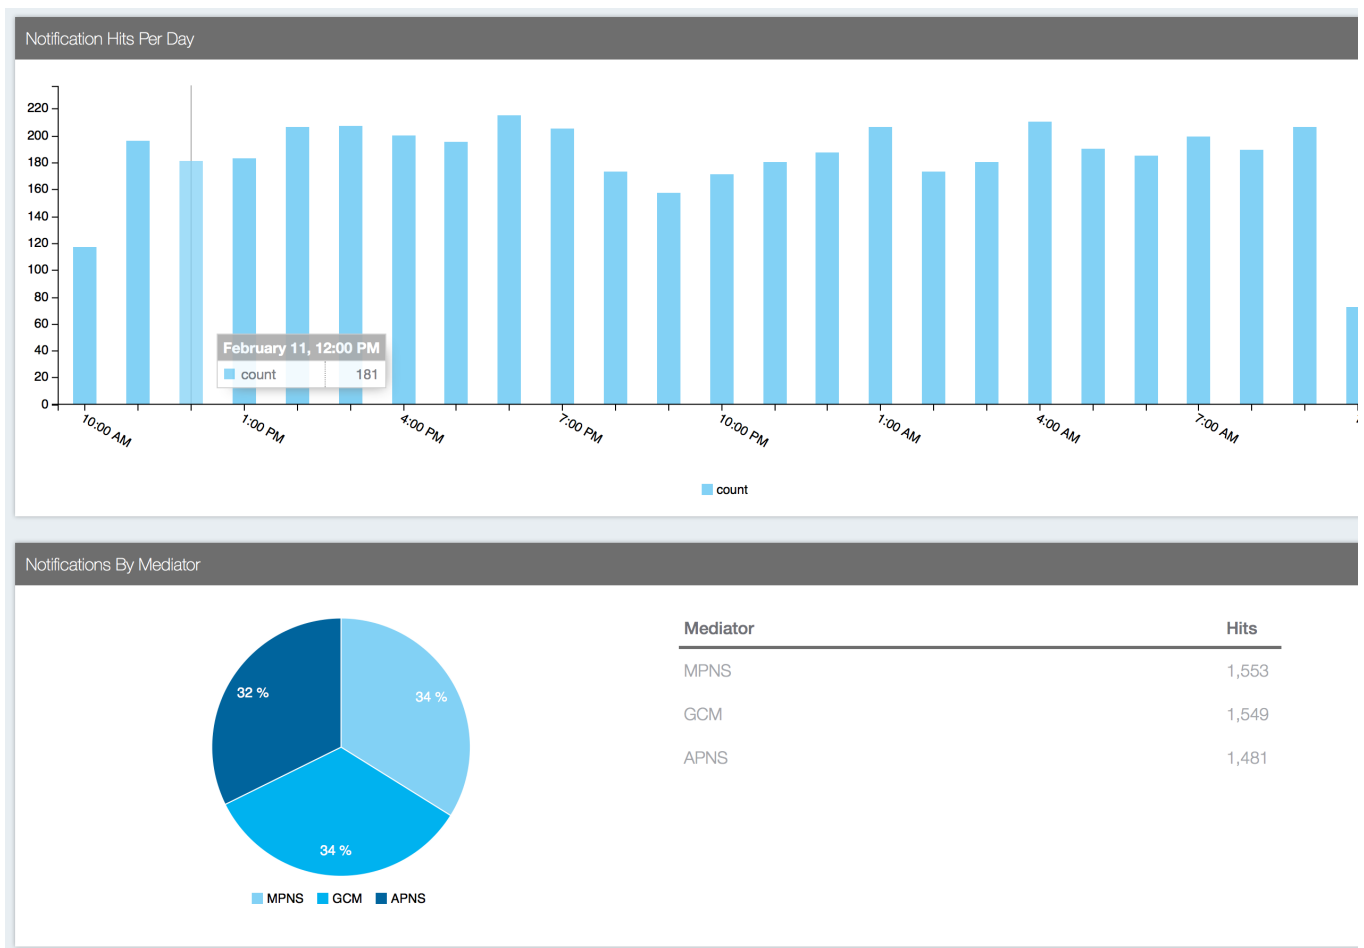 Notification Hits Per Day
220
200
180
160
140
120
100
80
60
40
20
0
February 11, 12:00 PM
count 181
10:00 AM 1:00 PM 4:00 PM 7:00 PM 10:00 PM 1:00 AM 4:00 AM 7:00 AM
count
Notifications By Mediator
Mediator Hits
MPNS 1,553
GCM 1,549
APNS 1,481
32 %
34 %
34 %
MPNS GCM APNS